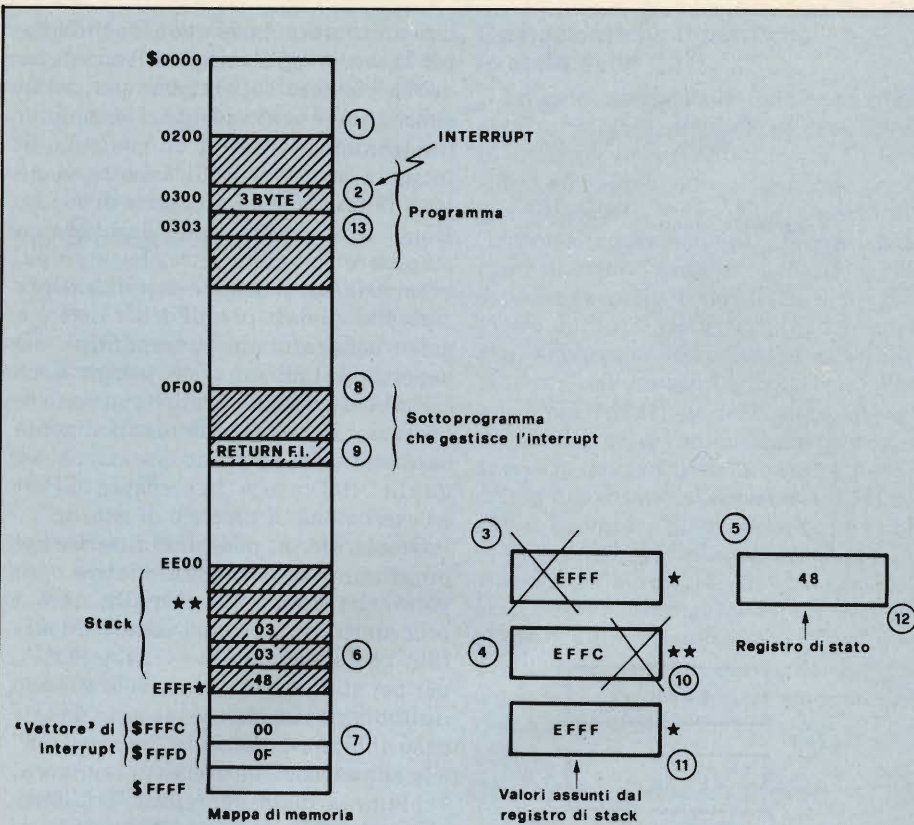 $0000
1
0200
INTERRUPT
0300
3 BYTE
2
Programma
0303
13
0F00
8
Sottoprogramma
che gestisce l'interrupt
RETURN F.I.
9
3
5
EE00
EFFF ★
48
★★
Stack
03
12
4
EFFC ★★
Registro di stato
03
6
10
48
EFFF★
EFFF ★
"Vettore" di
Interrupt
$FFFC
00
7
$FFFD
0F
11
$FFFF
Valori assunti dal
registro di stack
Mappa di memoria